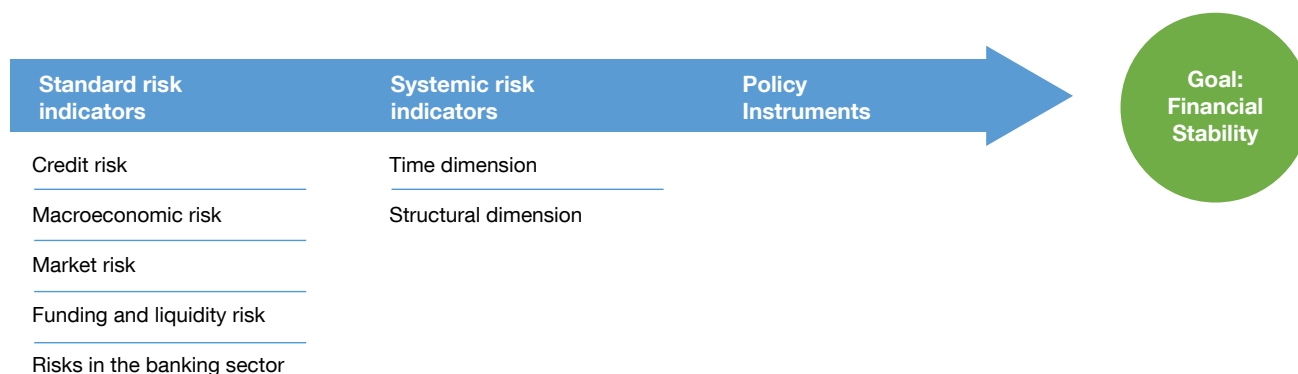 Standard risk
indicators
Systemic risk
indicators
Policy
Instruments
Goal:
Financial
Stability
Credit risk
Time dimension
Macroeconomic risk
Structural dimension
Market risk
Funding and liquidity risk
Risks in the banking sector